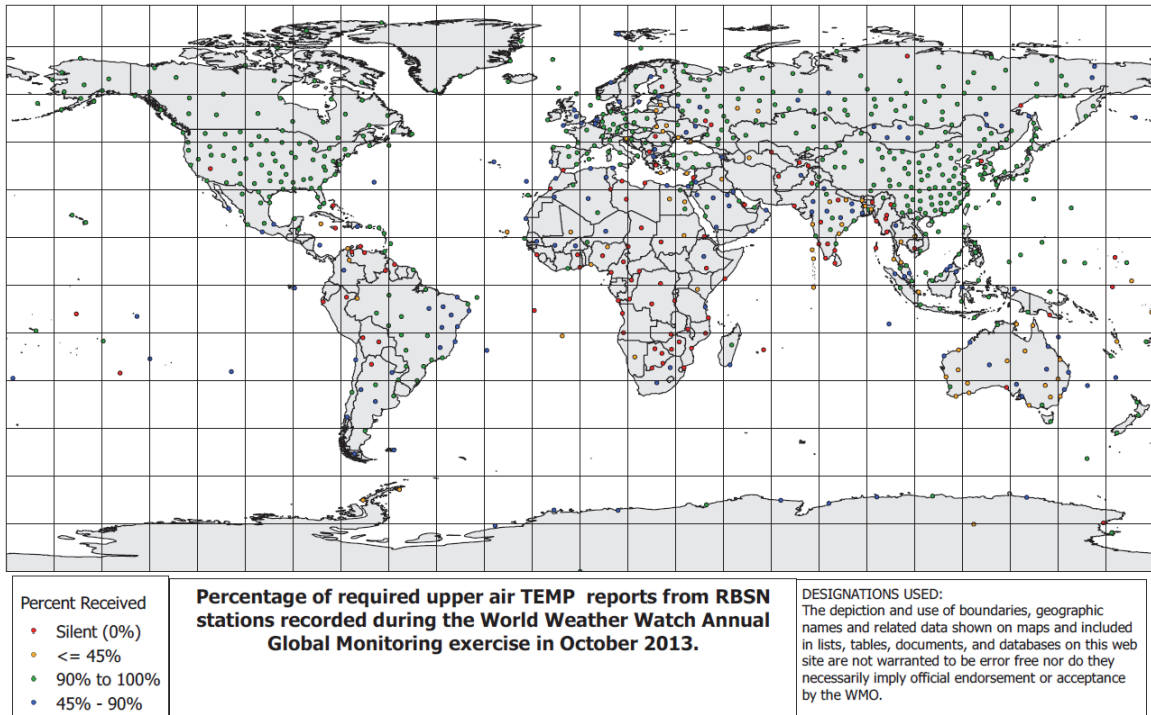 Percent Received
Silent (0%)
<= 45%
90% to 100%
45% - 90%
Percentage of required upper air TEMP reports from RBSN
stations recorded during the World Weather Watch Annual
Global Monitoring exercise in October 2013.
DESIGNATIONS USED:
The depiction and use of boundaries, geographic
names and related data shown on maps and included
in lists, tables, documents, and databases on this web
site are not warranted to be error free nor do they
necessarily imply official endorsement or acceptance
by the WMO.